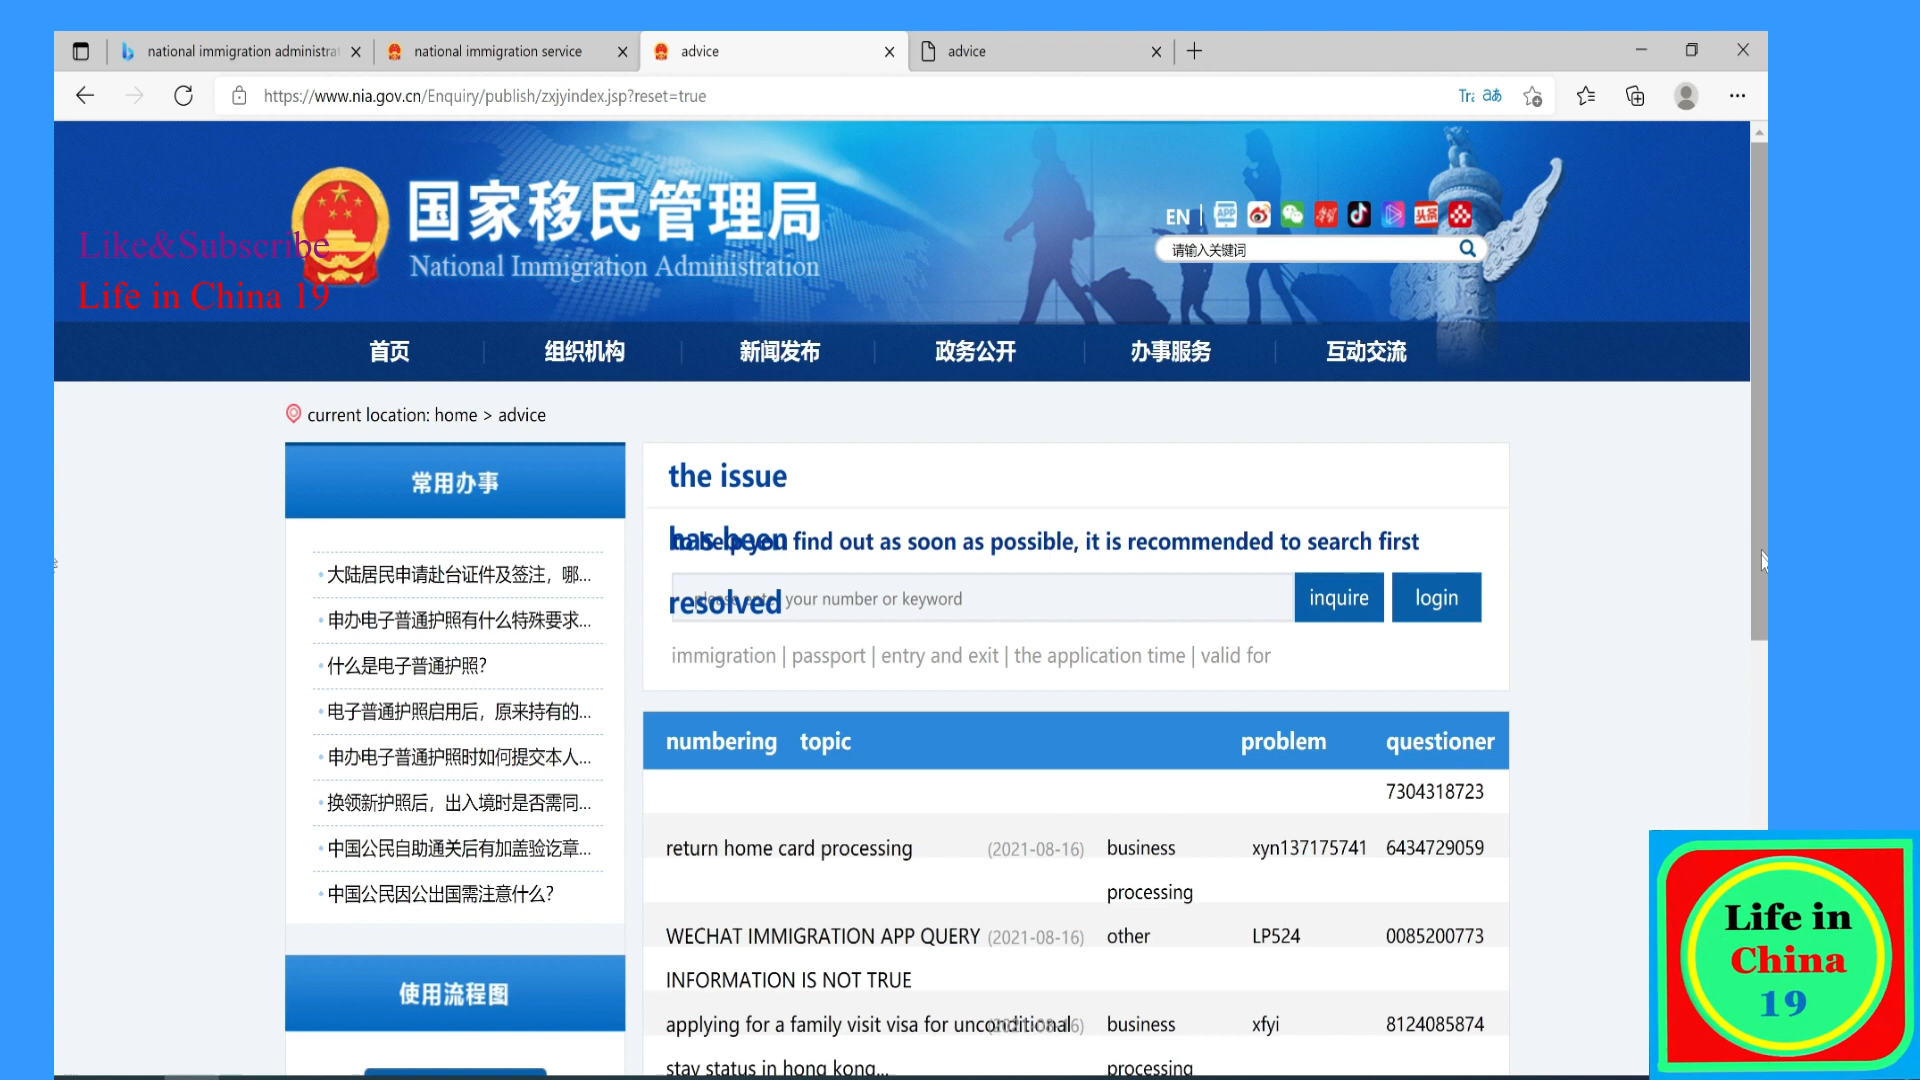 national immigration administra
national immigration service
advice
advice
https://www.nia.gov.cn/Enquiry/publish/zxjyindex.jsp?reset=true
国家移民管理局
National Immigration Administration
EN
APP
头条
请输入关键词
Like&Subscribe
Life in China 19
首页
组织机构
新闻发布
政务公开
办事服务
互动交流
current location: home > advice
常用办事
大陆居民申请赴台证件及签注，哪...
申办电子普通护照有什么特殊要求...
什么是电子普通护照?
电子普通护照启用后，原来持有的...
申办电子普通护照时如何提交本人...
换领新护照后，出入境时是否需同...
中国公民自助通关后有加盖验讫章...
中国公民因公出国需注意什么?
使用流程图
the issue
has been
resolved
to help you find out as soon as possible, it is recommended to search first
please enter your number or keyword
inquire
login
immigration | passport | entry and exit | the application time | valid for
numbering topic problem questioner
7304318723
return home card processing (2021-08-16) business xyn137175741 6434729059
processing
WECHAT IMMIGRATION APP QUERY (2021-08-16) other LP524 0085200773
INFORMATION IS NOT TRUE
applying for a family visit visa for unconditional (2021-08-16) business xfyi 8124085874
stay status in hong kong... processing
Life in
China
19